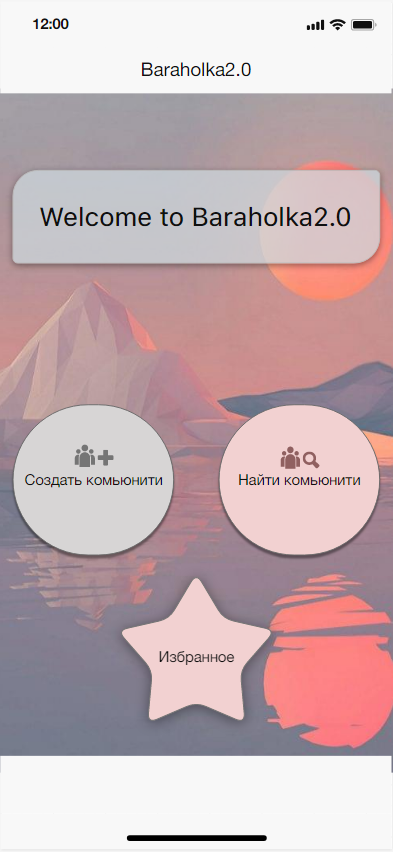 12:00
Baraholka2.0
Welcome to Baraholka2.0
Создать комьюнити
Найти комьюнити
Избранное